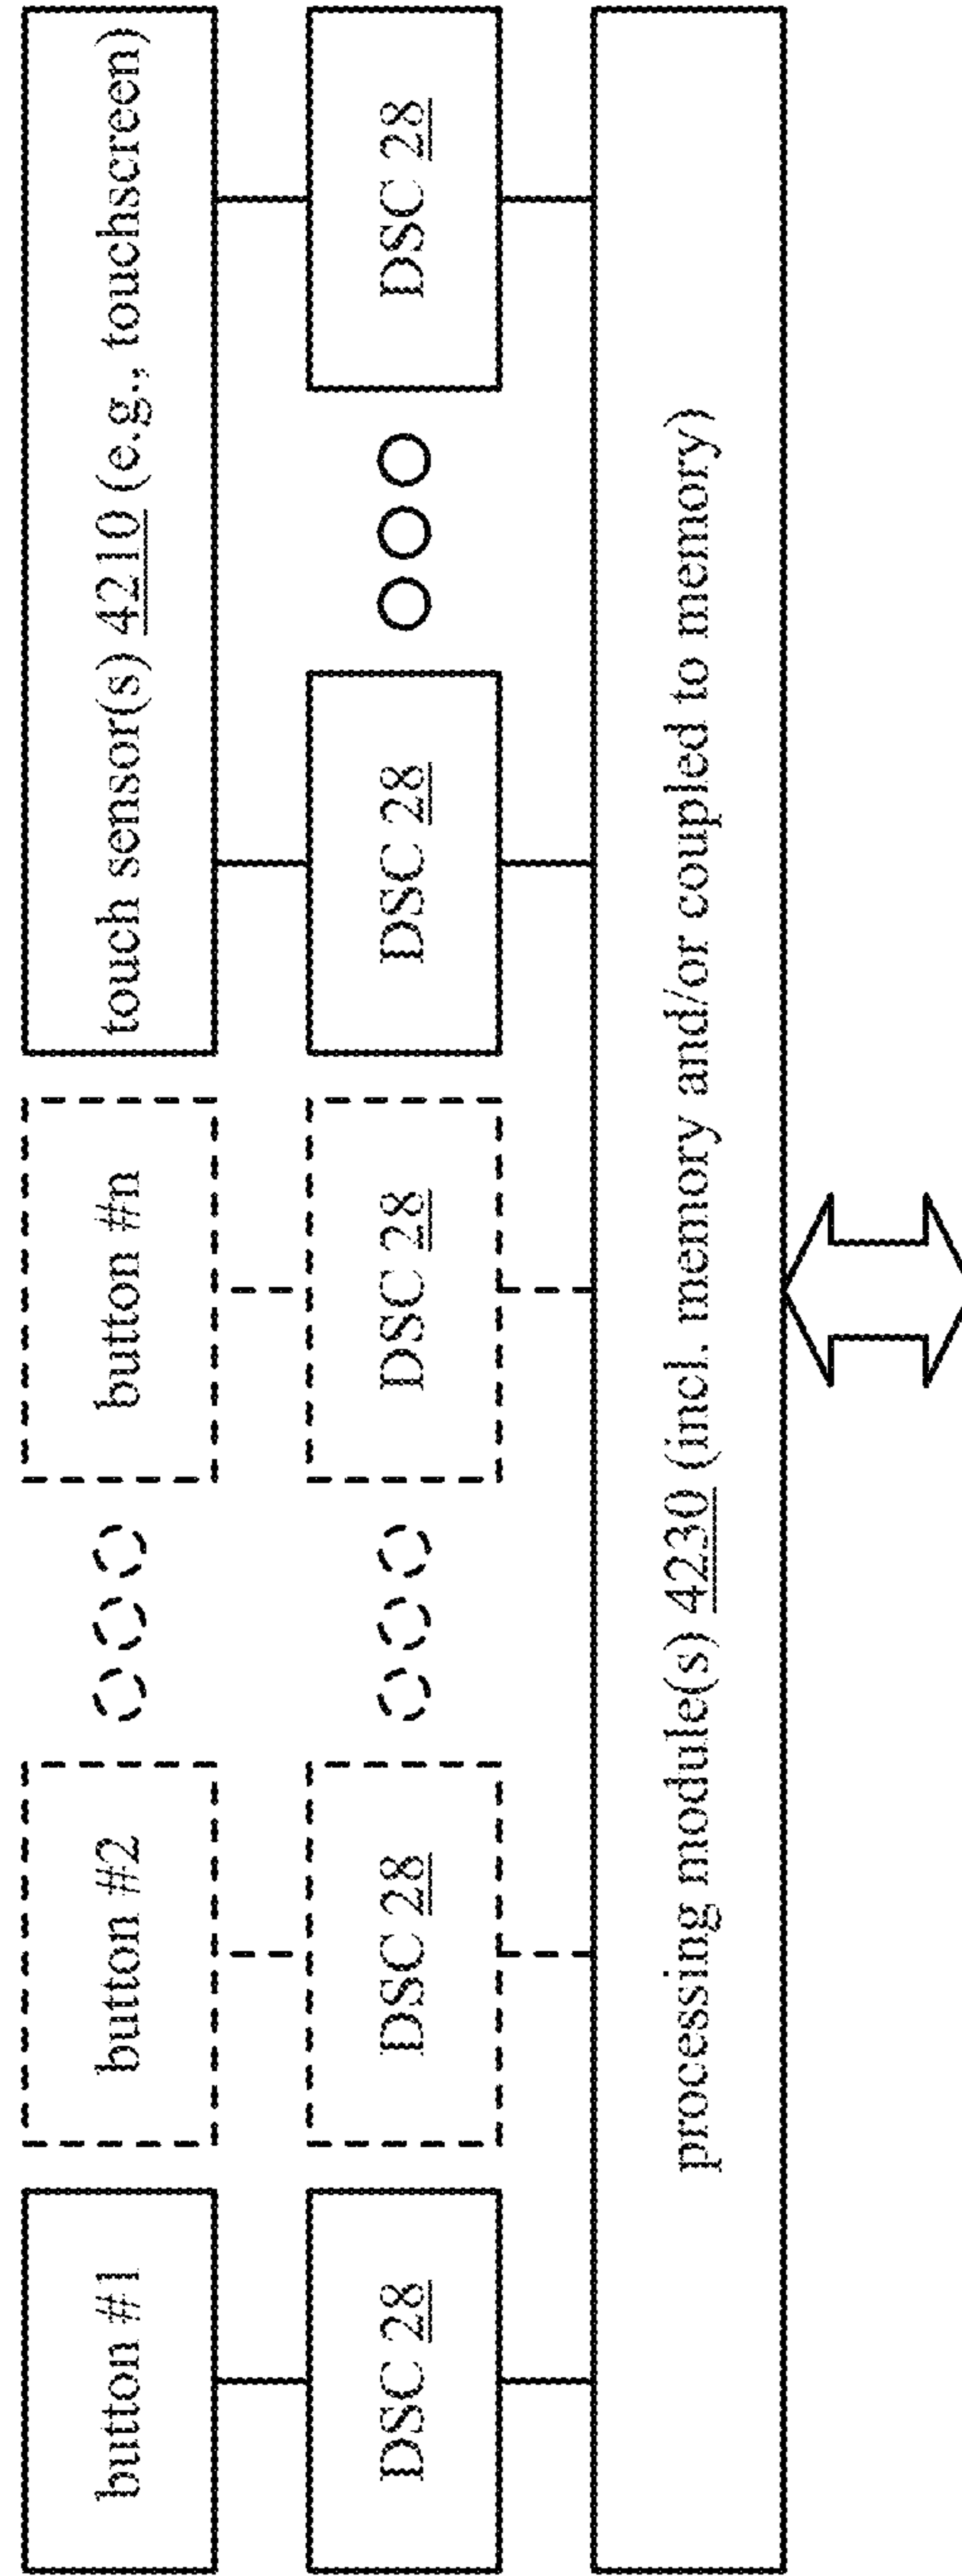 button #1
button #2
button #n
touch sensor(s) 4210 (e.g., touchscreen)
DSC 28
DSC 28
DSC 28
DSC 28
DSC 28
processing module(s) 4230 (incl. memory and/or coupled to memory)